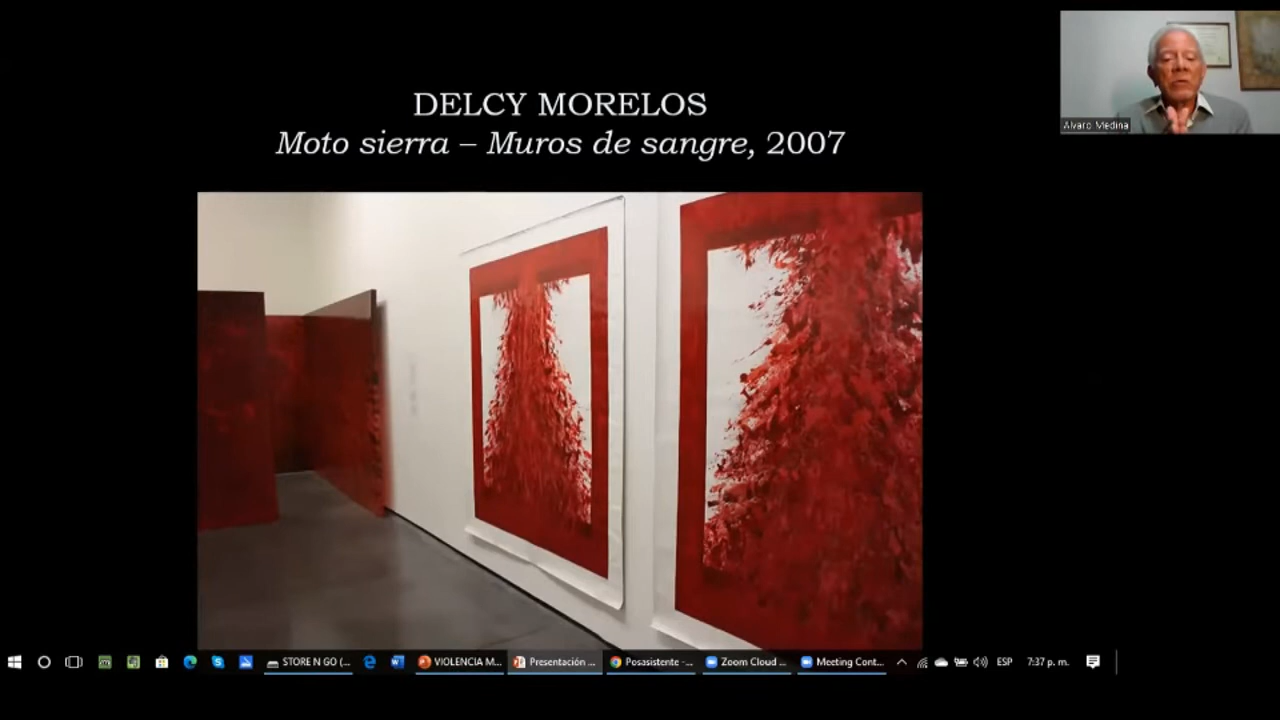 DELCY MORELOS
Moto sierra – Muros de sangre, 2007
Alvaro Medina
STORE N GO (...
VIOLENCIA M...
Presentación ...
Posasistente -...
Zoom Cloud ...
Meeting Cont...
ESP
7:37 p. m.